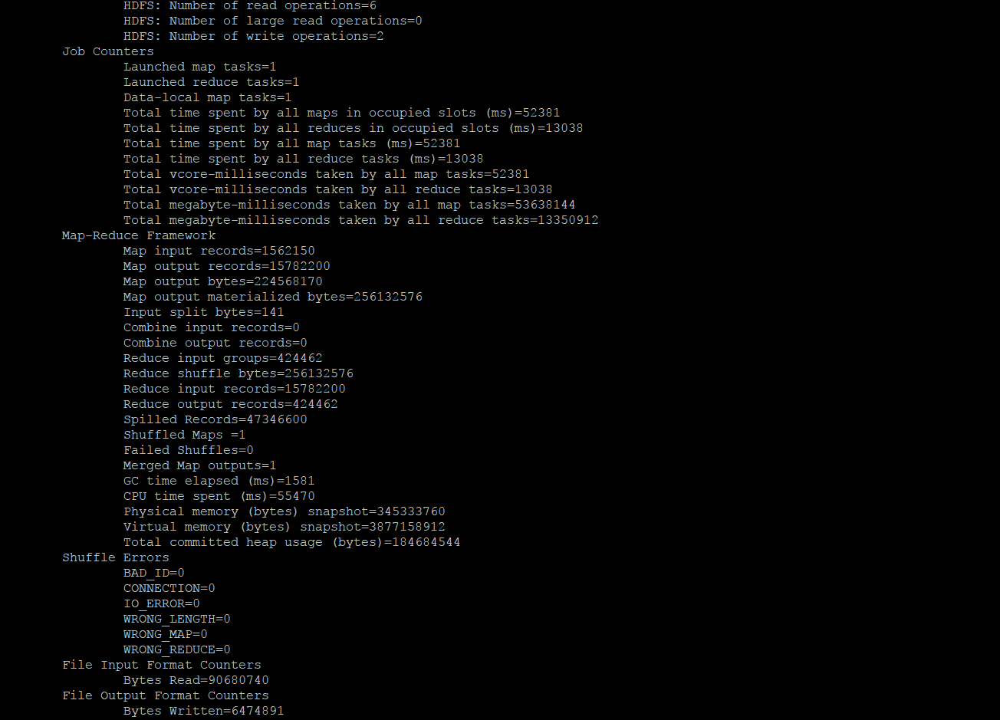 HDFS: Number of read operations=6
HDFS: Number of large read operations=0
HDFS: Number of write operations=2
Job Counters
Launched map tasks=1
Launched reduce tasks=1
Data-local map tasks=1
Total time spent by all maps in occupied slots (ms)=52381
Total time spent by all reduces in occupied slots (ms)=13038
Total time spent by all map tasks (ms)=52381
Total time spent by all reduce tasks (ms)=13038
Total vcore-milliseconds taken by all map tasks=52381
Total vcore-milliseconds taken by all reduce tasks=13038
Total megabyte-milliseconds taken by all map tasks=53638144
Total megabyte-milliseconds taken by all reduce tasks=13350912
Map-Reduce Framework
Map input records=1562150
Map output records=15782200
Map output bytes=224568170
Map output materialized bytes=256132576
Input split bytes=141
Combine input records=0
Combine output records=0
Reduce input groups=424462
Reduce shuffle bytes=256132576
Reduce input records=15782200
Reduce output records=424462
Spilled Records=47346600
Shuffled Maps =1
Failed Shuffles=0
Merged Map outputs=1
GC time elapsed (ms)=1581
CPU time spent (ms)=55470
Physical memory (bytes) snapshot=345333760
Virtual memory (bytes) snapshot=3877158912
Total committed heap usage (bytes)=184684544
Shuffle Errors
BAD_ID=0
CONNECTION=0
IO_ERROR=0
WRONG_LENGTH=0
WRONG_MAP=0
WRONG_REDUCE=0
File Input Format Counters
Bytes Read=90680740
File Output Format Counters
Bytes Written=6474891